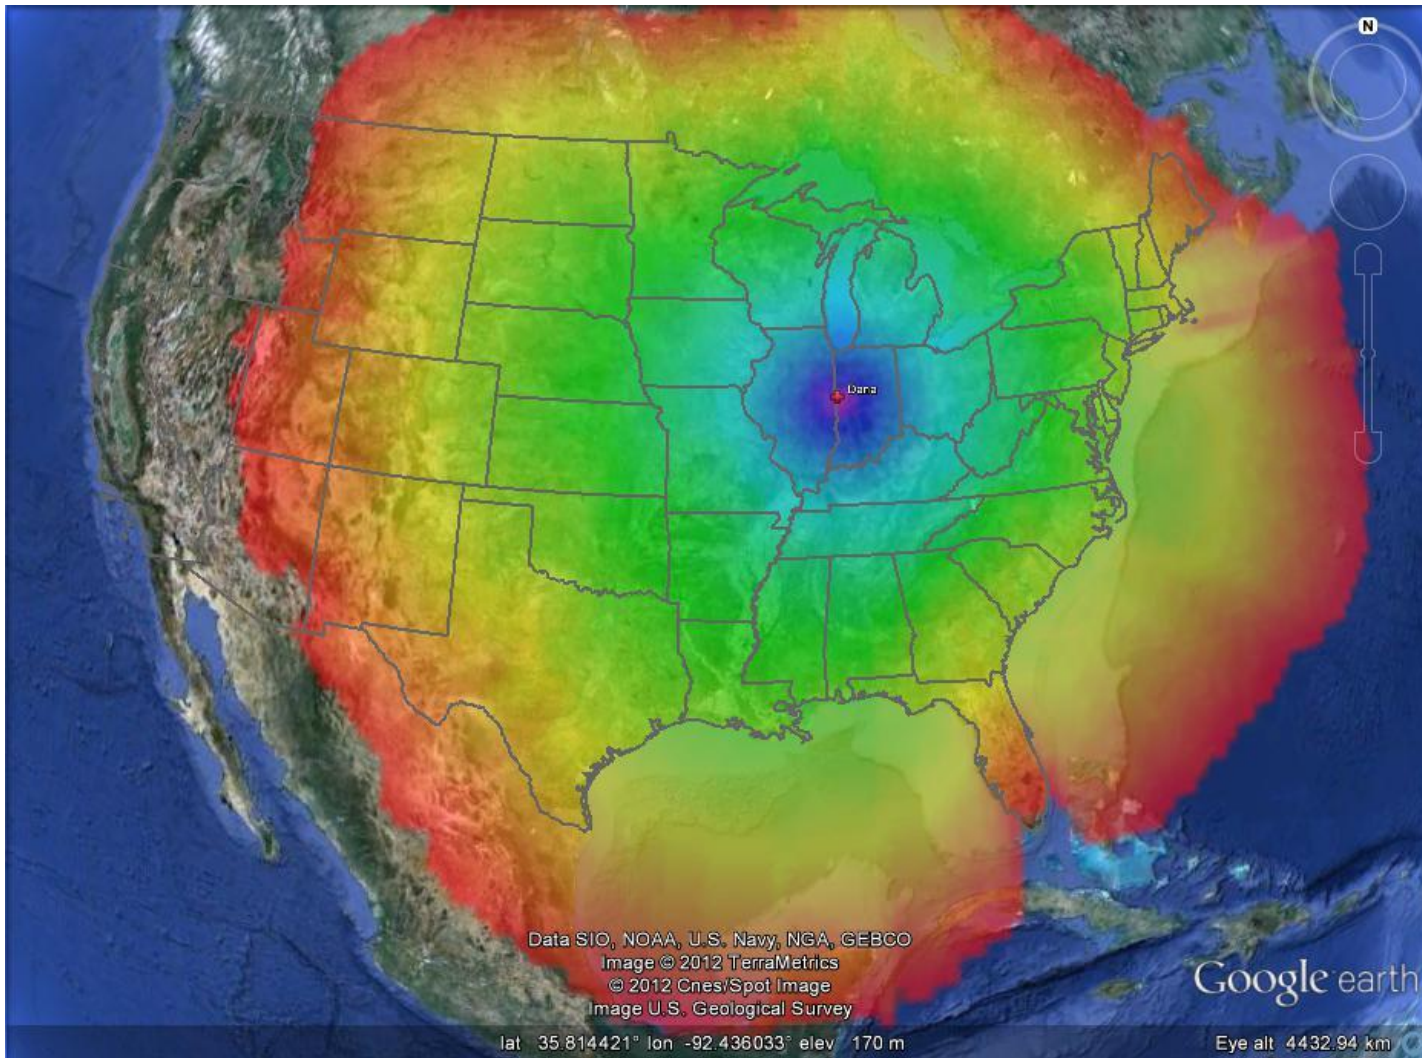 N
Dana
Data SIO, NOAA, U.S. Navy, NGA, GEBCO
Image © 2012 TerraMetrics
© 2012 Cnes/Spot Image
Image U.S. Geological Survey
Google earth
lat 35.814421° lon -92.436033° elev 170 m
Eye alt 4432.94 km